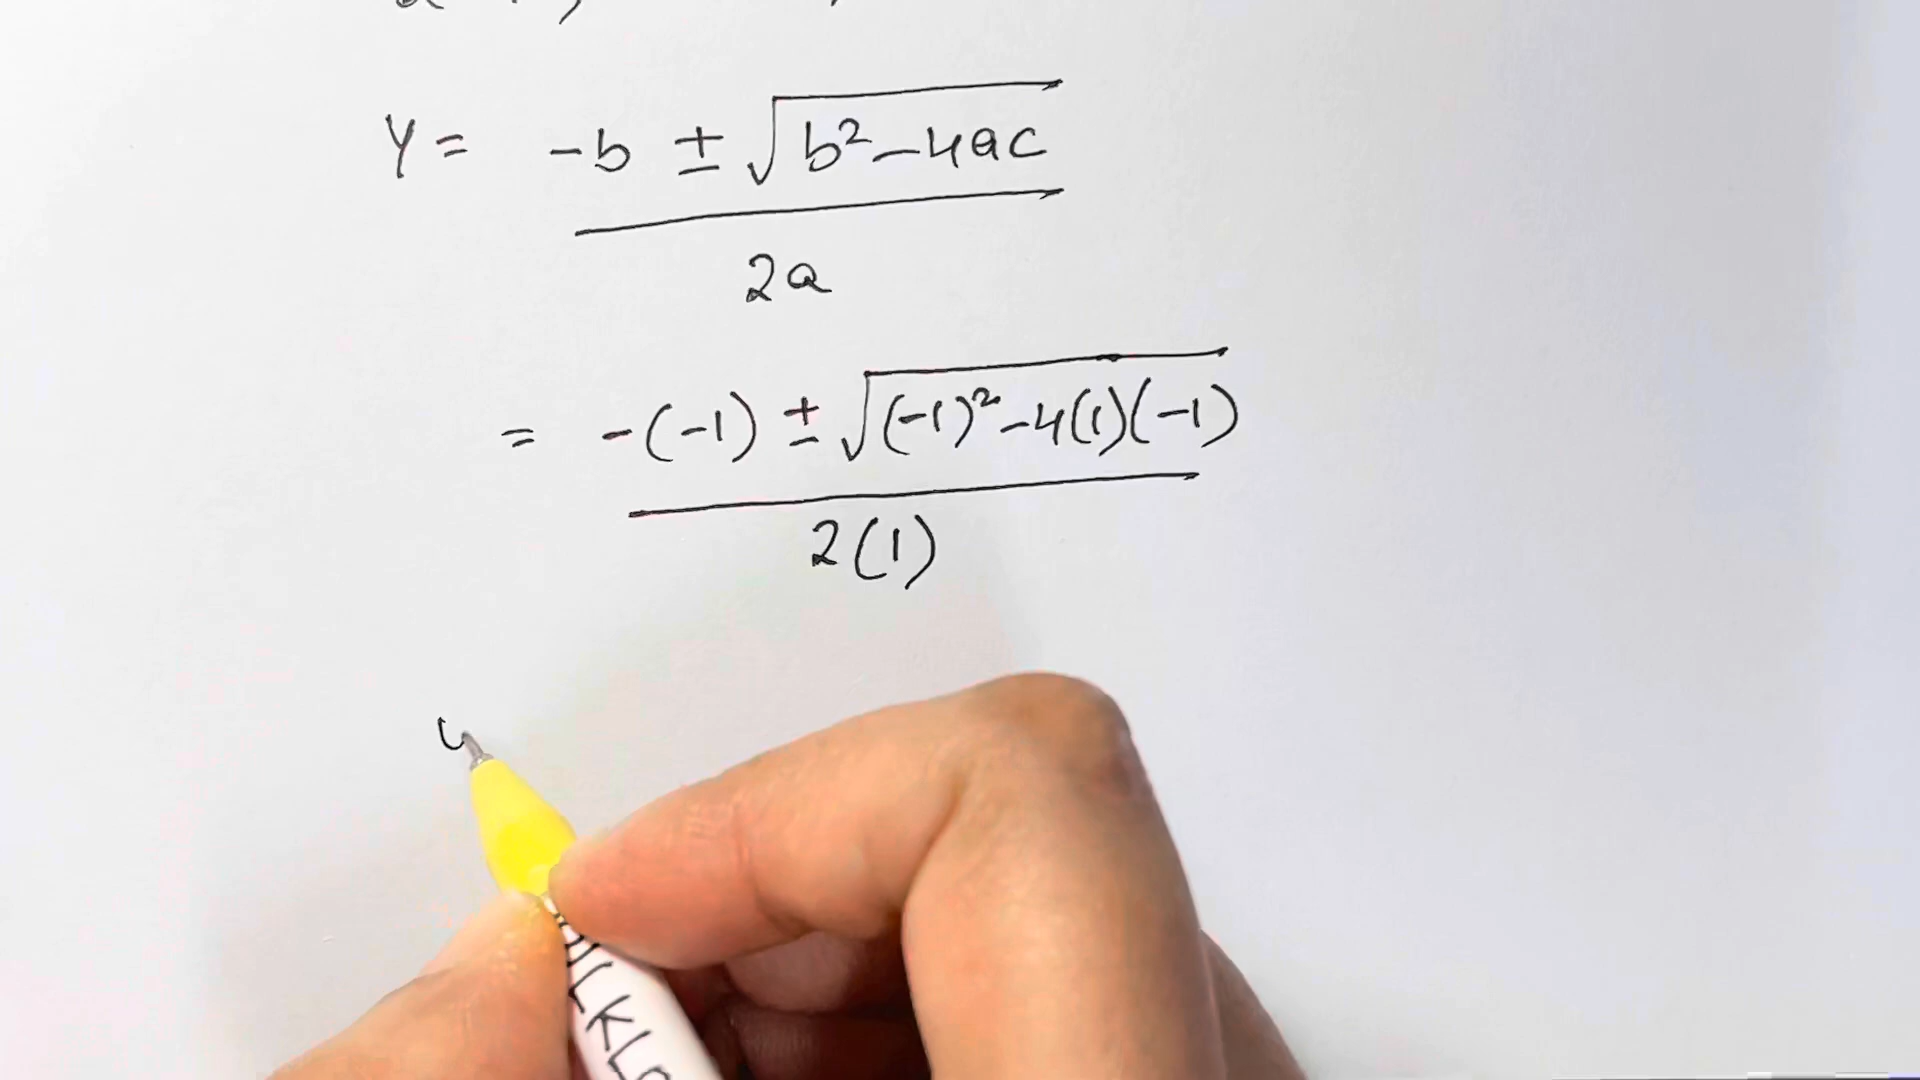 Y = -b ± √b²-4ac
2a
= -(-1) ± √(-1)²-4(1)(-1)
2(1)